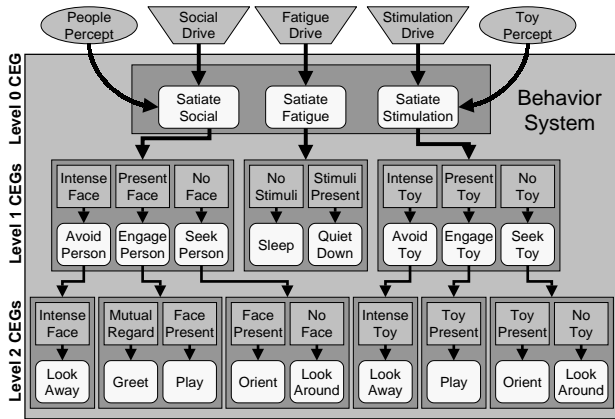 People
Percept
Social
Drive
Fatigue
Drive
Stimulation
Drive
Toy
Percept
Level 0 CEG
Satiate
Social
Satiate
Fatigue
Satiate
Stimulation
Behavior
System
Level 1 CEGs
Intense
Face
Present
Face
No
Face
No
Stimuli
Stimuli
Present
Intense
Toy
Present
Toy
No
Toy
Avoid
Person
Engage
Person
Seek
Person
Sleep
Quiet
Down
Avoid
Toy
Engage
Toy
Seek
Toy
Level 2 CEGs
Intense
Face
Mutual
Regard
Face
Present
Face
Present
No
Face
Intense
Toy
Toy
Present
Toy
Present
No
Toy
Look
Away
Greet
Play
Orient
Look
Around
Look
Away
Play
Orient
Look
Around